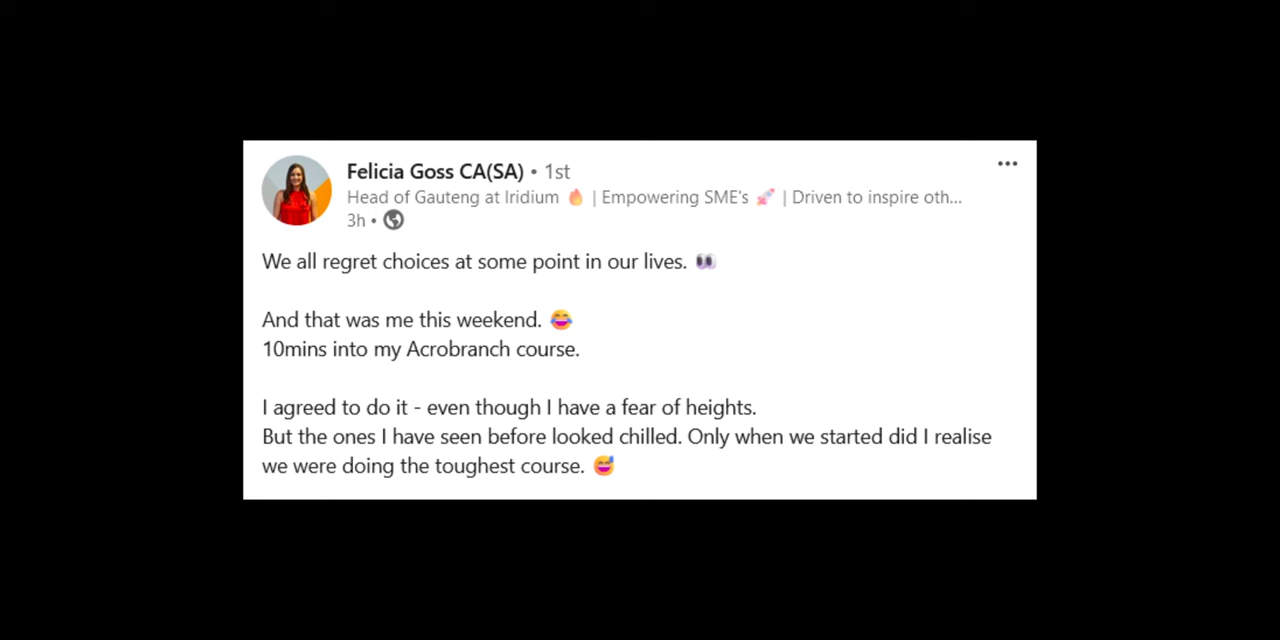 Felicia Goss CA(SA) • 1st
Head of Gauteng at Iridium 🔥 | Empowering SME's 🚀 | Driven to inspire oth...
3h •
We all regret choices at some point in our lives. 👀
And that was me this weekend. 😂
10mins into my Acrobranch course.
I agreed to do it - even though I have a fear of heights.
But the ones I have seen before looked chilled. Only when we started did I realise
we were doing the toughest course. 😅